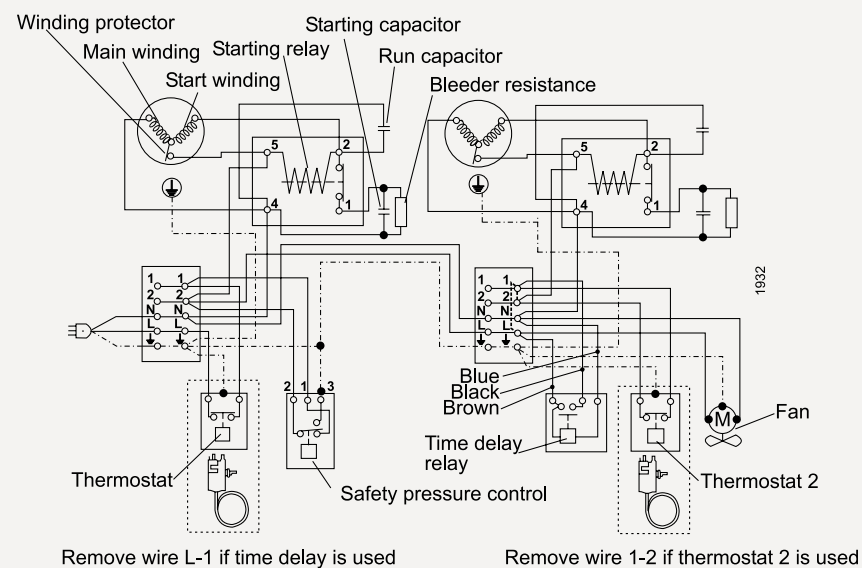 Winding protector
Starting capacitor
Main winding
Starting relay
Run capacitor
Start winding
Bleeder resistance
5
2
4
1
5
2
4
1
1932
1 1
2 2
N N
L L
1 1
2 2
N N
L L
2 1 3
Blue
Black
Brown
M
Fan
Time delay
relay
Thermostat
Safety pressure control
Thermostat 2
Remove wire L-1 if time delay is used
Remove wire 1-2 if thermostat 2 is used